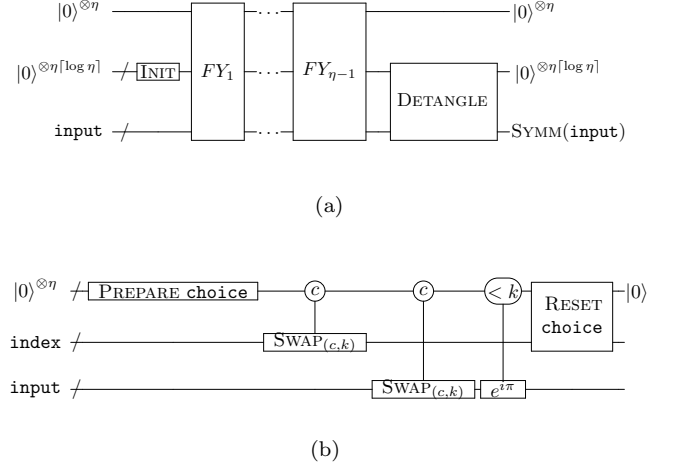 |0⟩^{⊗η} ... ... |0⟩^{⊗η}
|0⟩^{⊗η⌈log η⌉} INIT FY_1 ... FY_{η−1} ... |0⟩^{⊗η⌈log η⌉}
DETANGLE
input ... ... SYMM(input)
(a)
|0⟩^{⊗η} PREPARE choice c c < k RESET choice |0⟩
index SWAP_{(c,k)}
input SWAP_{(c,k)} e^{iπ}
(b)